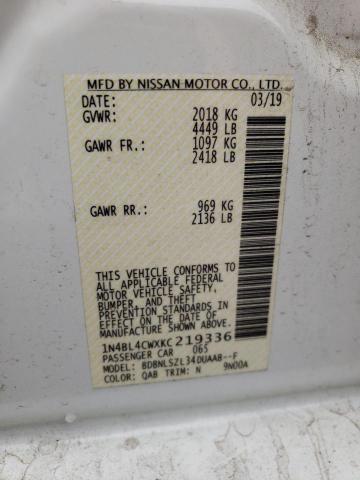 MFD BY NISSAN MOTOR CO., LTD.
DATE: 03/19
GVWR: 2018 KG
4449 LB
GAWR FR.: 1097 KG
2418 LB
GAWR RR.: 969 KG
2136 LB
THIS VEHICLE CONFORMS TO
ALL APPLICABLE FEDERAL
MOTOR VEHICLE SAFETY,
BUMPER, AND THEFT
PREVENTION STANDARDS IN
EFFECT ON THE DATE OF
MANUFACTURE SHOWN ABOVE.
1N4BL4CWXKC219336
PASSENGER CAR 065
MODEL: BDBNLSZL34DUAAB--F
COLOR: QAB TRIM: N 9N00A